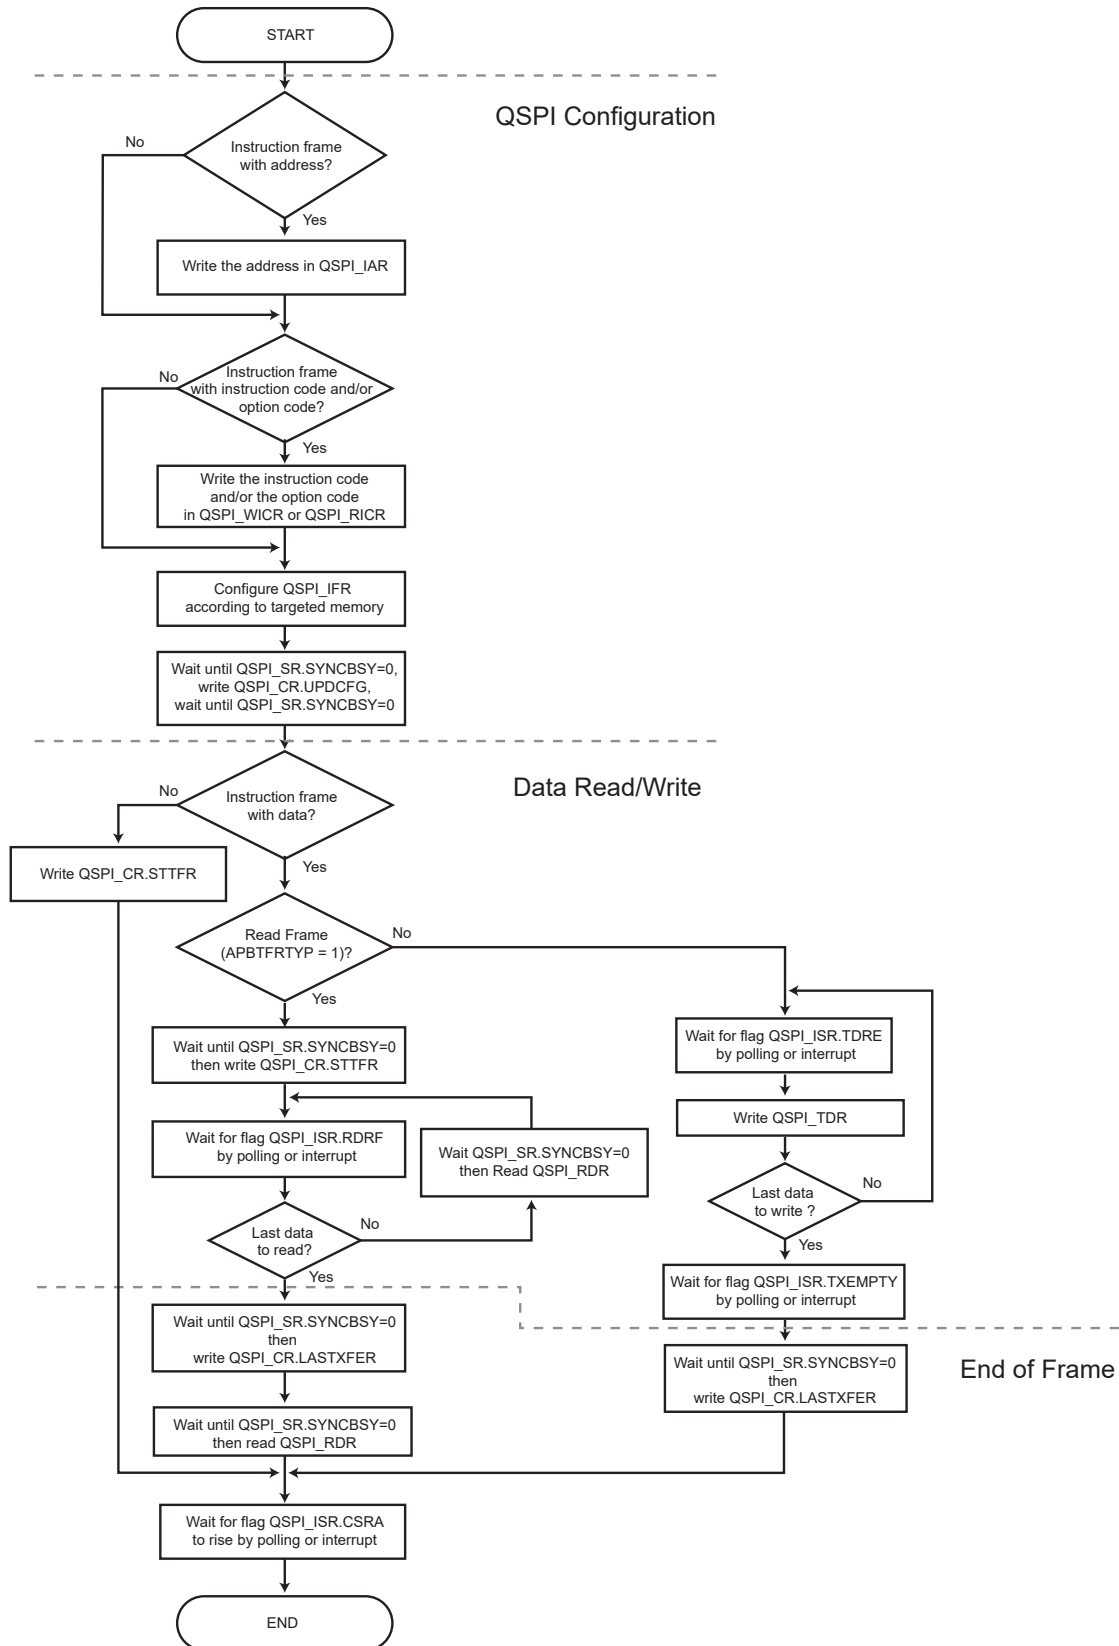 START
QSPI Configuration
No
Instruction frame
with address?
Yes
Write the address in QSPI_IAR
No
Instruction frame
with instruction code and/or
option code?
Yes
Write the instruction code
and/or the option code
in QSPI_WICR or QSPI_RICR
Configure QSPI_IFR
according to targeted memory
Wait until QSPI_SR.SYNCBSY=0,
write QSPI_CR.UPDCFG,
wait until QSPI_SR.SYNCBSY=0
Data Read/Write
No
Instruction frame
with data?
Yes
Write QSPI_CR.STTFR
Read Frame
(APBTFRTYP = 1)?
No
Yes
Wait until QSPI_SR.SYNCBSY=0
then write QSPI_CR.STTFR
Wait for flag QSPI_ISR.RDRF
by polling or interrupt
Wait QSPI_SR.SYNCBSY=0
then Read QSPI_RDR
Last data
to read?
No
Yes
Wait for flag QSPI_ISR.TDRE
by polling or interrupt
Write QSPI_TDR
Last data
to write ?
No
Yes
Wait for flag QSPI_ISR.TXEMPTY
by polling or interrupt
End of Frame
Wait until QSPI_SR.SYNCBSY=0
then
write QSPI_CR.LASTXFER
Wait until QSPI_SR.SYNCBSY=0
then
write QSPI_CR.LASTXFER
Wait until QSPI_SR.SYNCBSY=0
then read QSPI_RDR
Wait for flag QSPI_ISR.CSRA
to rise by polling or interrupt
END